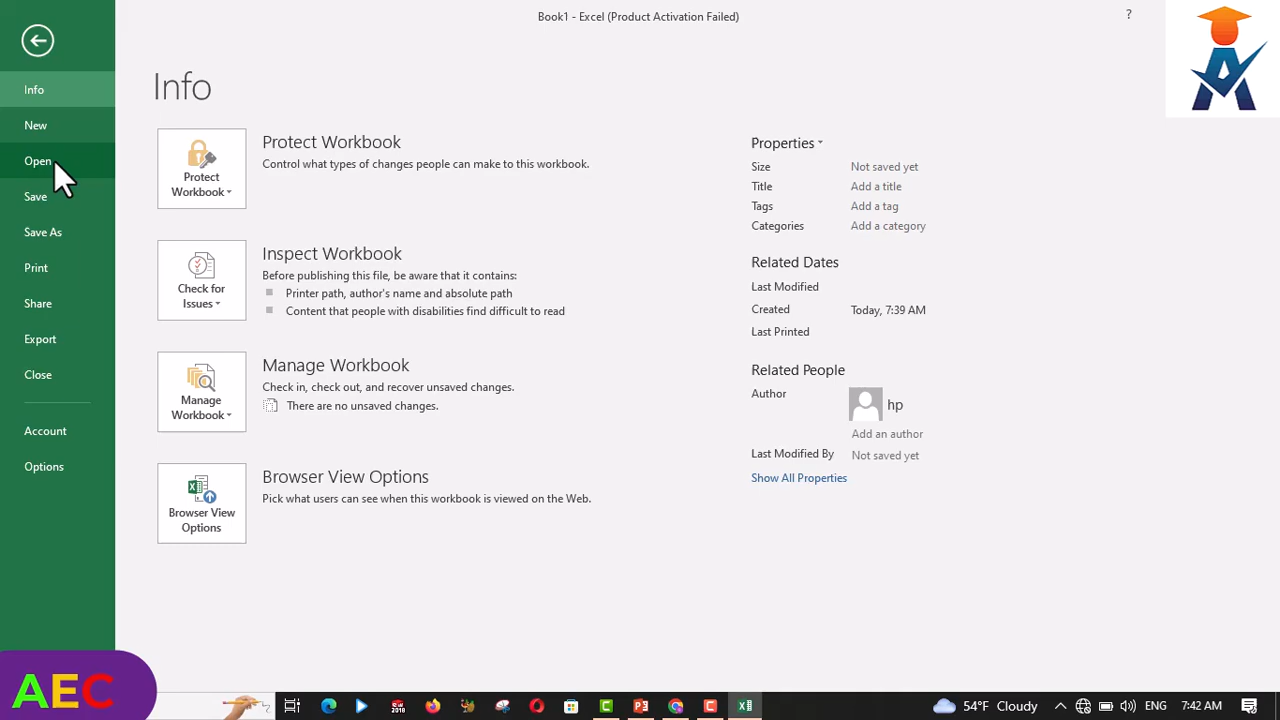 Book1 - Excel (Product Activation Failed)
?
Info
New
Open
Save
Save As
Print
Share
Export
Close
Account
Options
Info
Protect Workbook
Protect Workbook
Control what types of changes people can make to this workbook.
Check for Issues
Inspect Workbook
Before publishing this file, be aware that it contains:
Printer path, author's name and absolute path
Content that people with disabilities find difficult to read
Manage Workbook
Manage Workbook
Check in, check out, and recover unsaved changes.
There are no unsaved changes.
Browser View Options
Browser View Options
Pick what users can see when this workbook is viewed on the Web.
Properties
Size Not saved yet
Title Add a title
Tags Add a tag
Categories Add a category
Related Dates
Last Modified
Created Today, 7:39 AM
Last Printed
Related People
Author hp
Add an author
Last Modified By Not saved yet
Show All Properties
AEC
2018
54°F Cloudy
ENG
7:42 AM